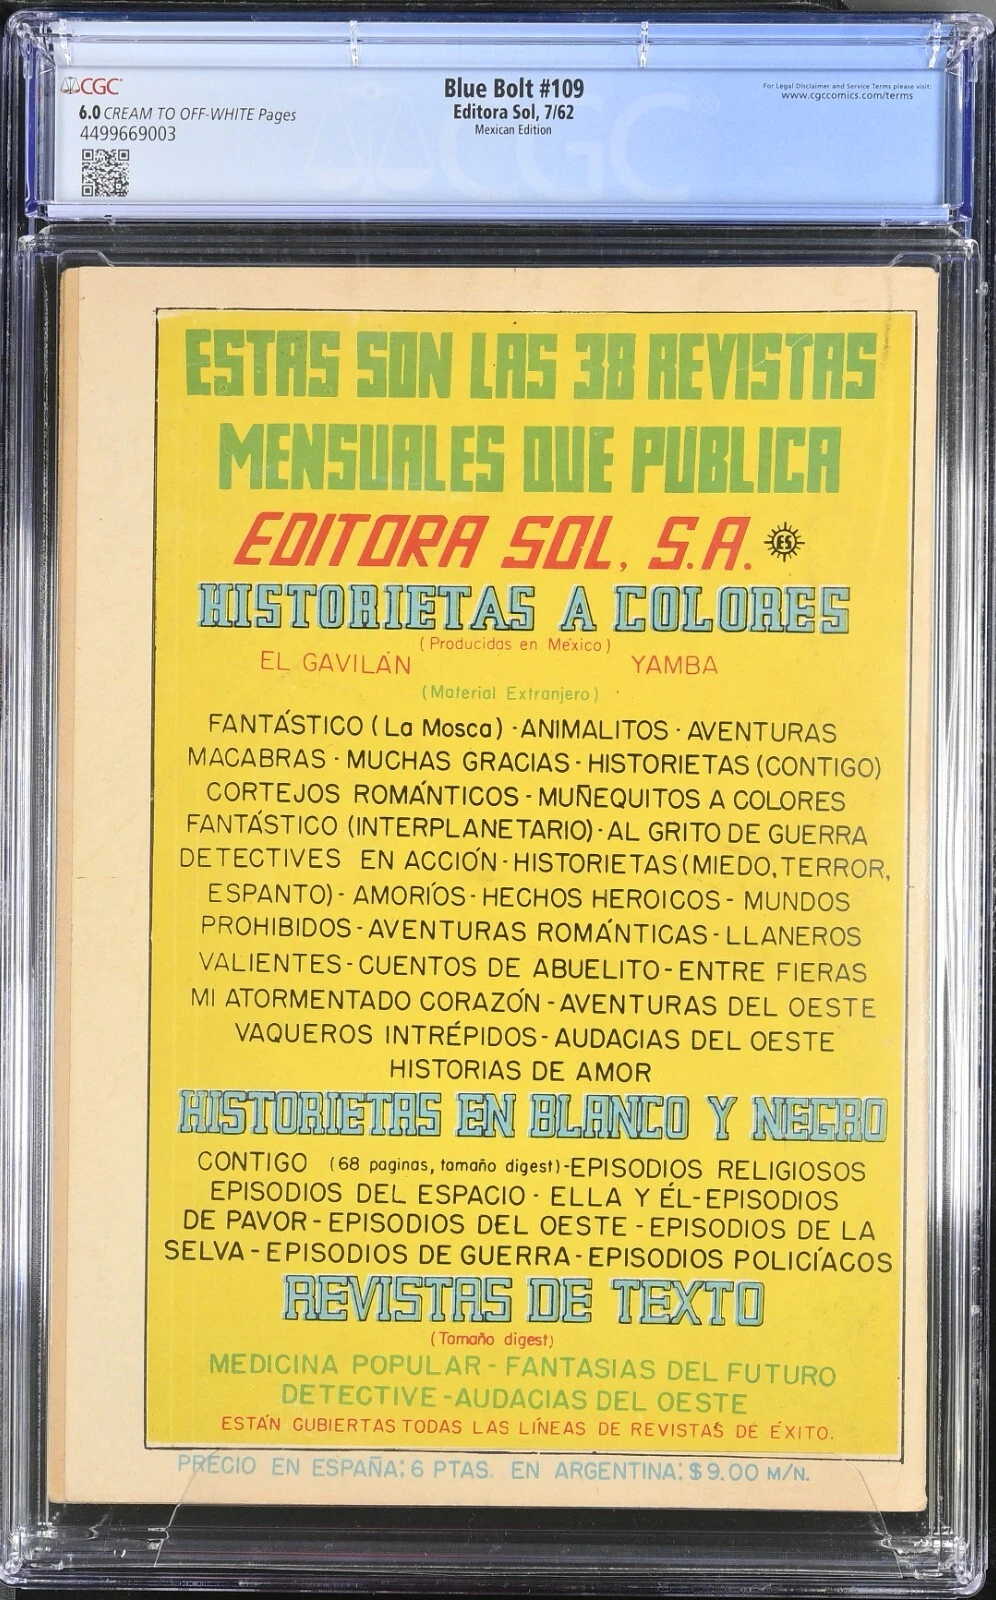 CGC
6.0 CREAM TO OFF-WHITE Pages
4499669003
Blue Bolt #109
Editora Sol, 7/62
Mexican Edition
For Legal Disclaimer and Service Terms please visit:
www.cgccomics.com/terms
CGC
ESTAS SON LAS 38 REVISTAS
MENSUALES QUE PUBLICA
EDITORA SOL, S.A. ES
HISTORIETAS A COLORES
(Producidas en México)
EL GAVILÁN YAMBA
(Material Extranjero)
FANTÁSTICO (La Mosca) - ANIMALITOS - AVENTURAS
MACABRAS - MUCHAS GRACIAS - HISTORIETAS (CONTIGO)
CORTEJOS ROMÁNTICOS - MUÑEQUITOS A COLORES
FANTÁSTICO (INTERPLANETARIO) - AL GRITO DE GUERRA
DETECTIVES EN ACCIÓN - HISTORIETAS (MIEDO, TERROR,
ESPANTO) - AMORÍOS - HECHOS HEROICOS - MUNDOS
PROHIBIDOS - AVENTURAS ROMÁNTICAS - LLANEROS
VALIENTES - CUENTOS DE ABUELITO - ENTRE FIERAS
MI ATORMENTADO CORAZÓN - AVENTURAS DEL OESTE
VAQUEROS INTRÉPIDOS - AUDACIAS DEL OESTE
HISTORIAS DE AMOR
HISTORIETAS EN BLANCO Y NEGRO
CONTIGO (68 paginas, tamaño digest) - EPISODIOS RELIGIOSOS
EPISODIOS DEL ESPACIO - ELLA Y ÉL - EPISODIOS
DE PAVOR - EPISODIOS DEL OESTE - EPISODIOS DE LA
SELVA - EPISODIOS DE GUERRA - EPISODIOS POLICÍACOS
REVISTAS DE TEXTO
(Tamaño digest)
MEDICINA POPULAR - FANTASIAS DEL FUTURO
DETECTIVE - AUDACIAS DEL OESTE
ESTÁN GUBIERTAS TODAS LAS LÍNEAS DE REVISTAS DE ÉXITO.
PRECIO EN ESPAÑA: 6 PTAS. EN ARGENTINA: $9.00 M/N.